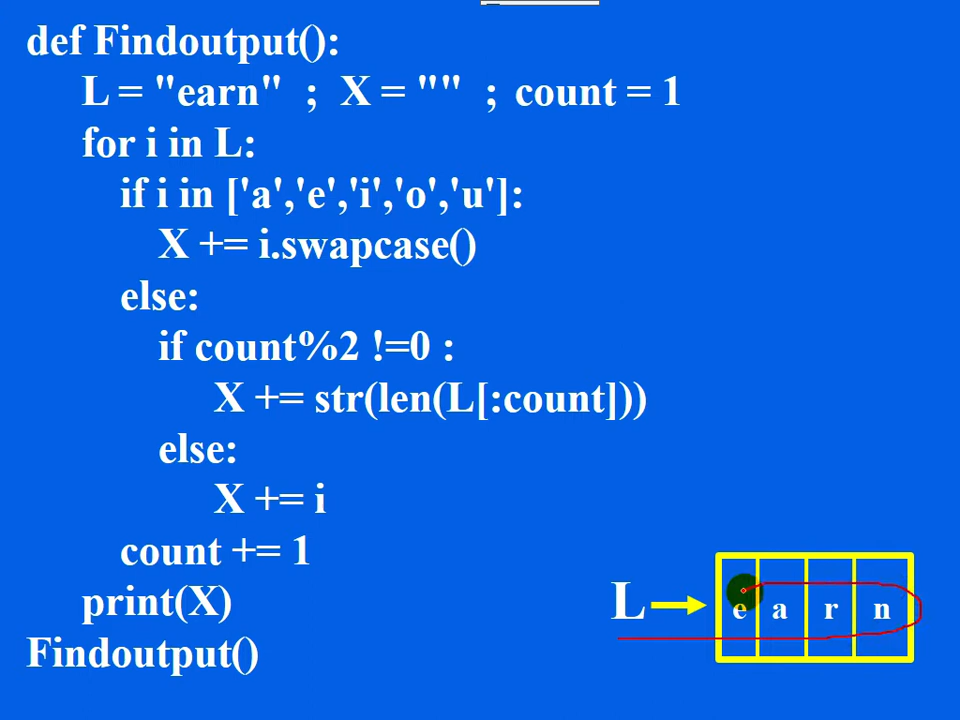 def Findoutput():
L = "earn" ; X = "" ; count = 1
for i in L:
if i in ['a','e','i','o','u']:
X += i.swapcase()
else:
if count%2 !=0 :
X += str(len(L[:count]))
else:
X += i
count += 1
print(X)
Findoutput()
L
e a r n